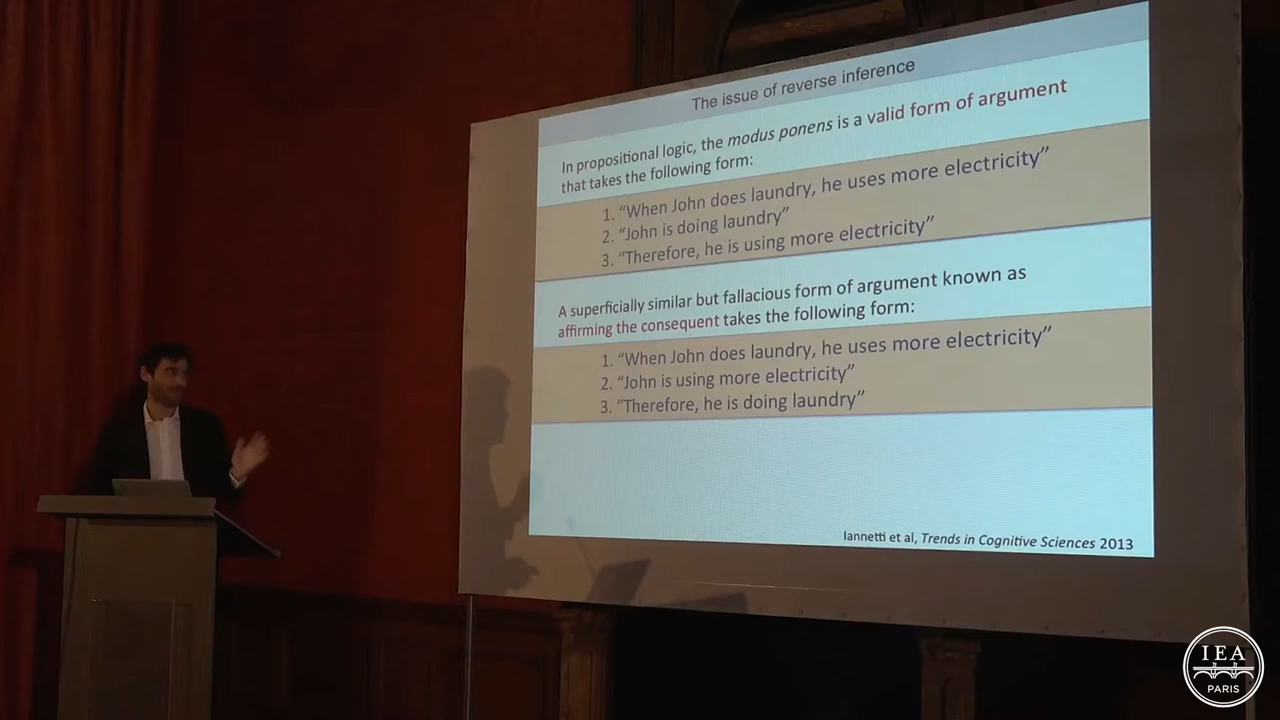 The issue of reverse inference
In propositional logic, the modus ponens is a valid form of argument
that takes the following form:
1. “When John does laundry, he uses more electricity”
2. “John is doing laundry”
3. “Therefore, he is using more electricity”
A superficially similar but fallacious form of argument known as
affirming the consequent takes the following form:
1. “When John does laundry, he uses more electricity”
2. “John is using more electricity”
3. “Therefore, he is doing laundry”
Iannetti et al, Trends in Cognitive Sciences 2013
IEA
PARIS